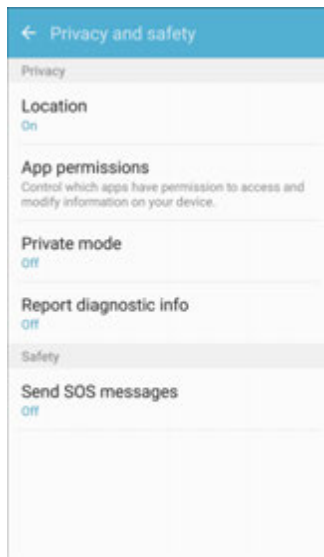 Privacy and safety
Privacy
Location
On
App permissions
Control which apps have permission to access and
modify information on your device.
Private mode
Off
Report diagnostic info
Off
Safety
Send SOS messages
Off